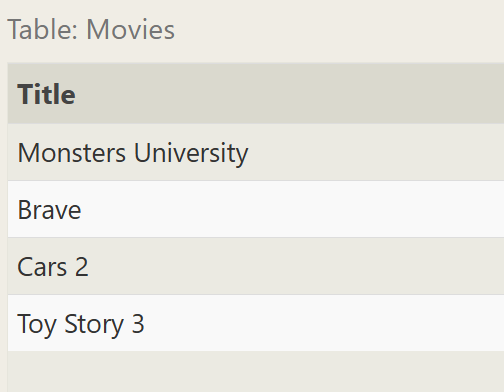 Table: Movies
Title
Monsters University
Brave
Cars 2
Toy Story 3